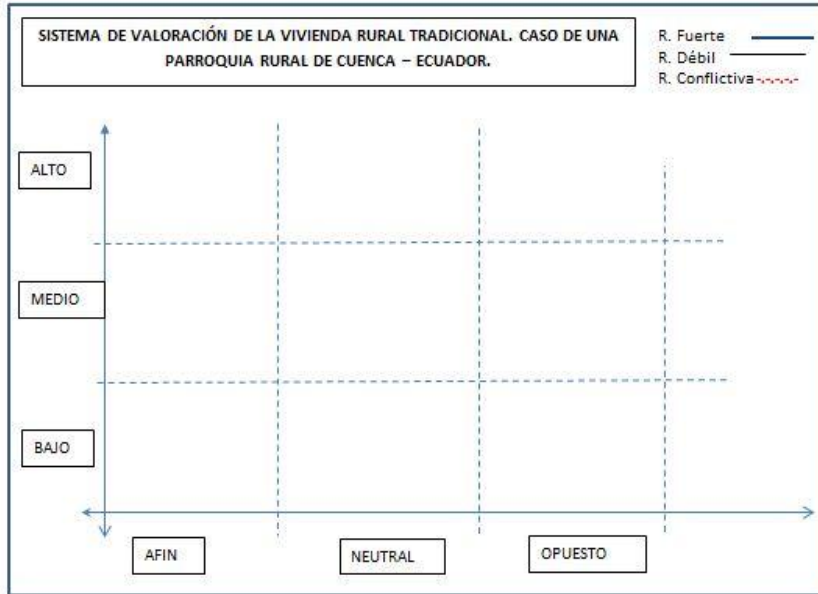 SISTEMA DE VALORACIÓN DE LA VIVIENDA RURAL TRADICIONAL. CASO DE UNA
PARROQUIA RURAL DE CUENCA – ECUADOR.
R. Fuerte
R. Débil
R. Conflictiva
ALTO
MEDIO
BAJO
AFIN
NEUTRAL
OPUESTO